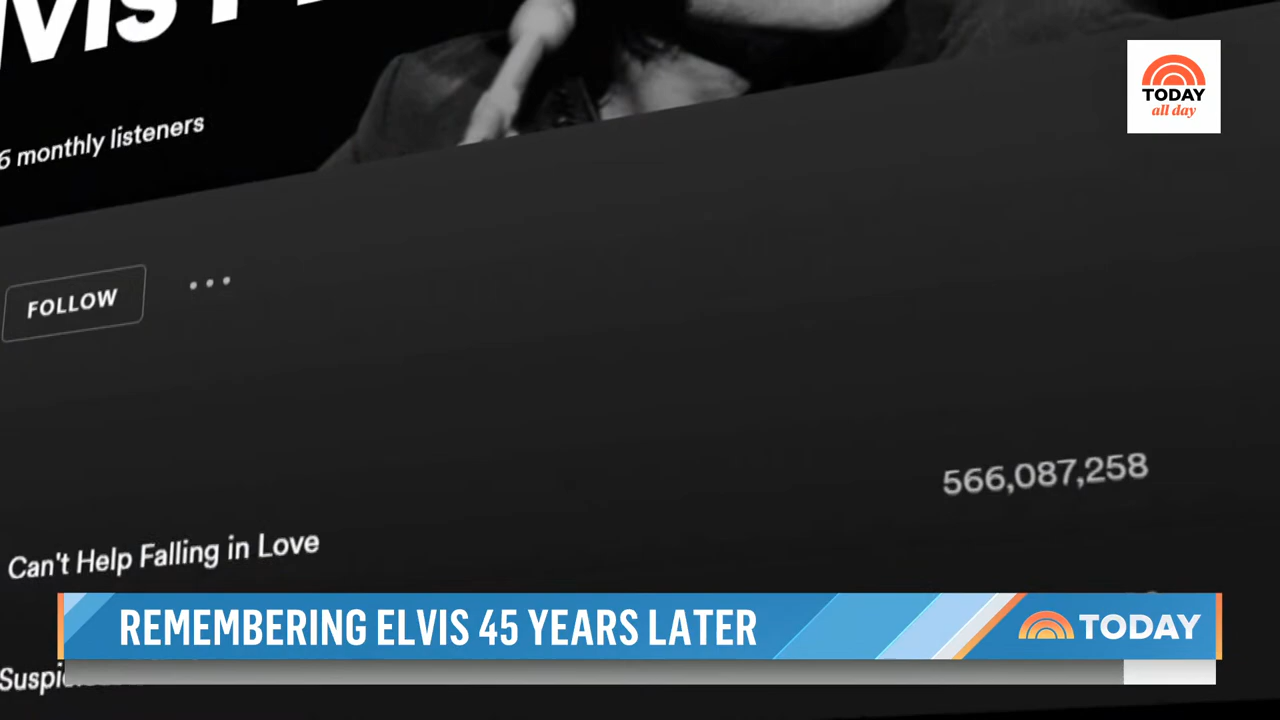 6 monthly listeners
TODAY
all day
FOLLOW
566,087,258
Can't Help Falling in Love
REMEMBERING ELVIS 45 YEARS LATER
TODAY